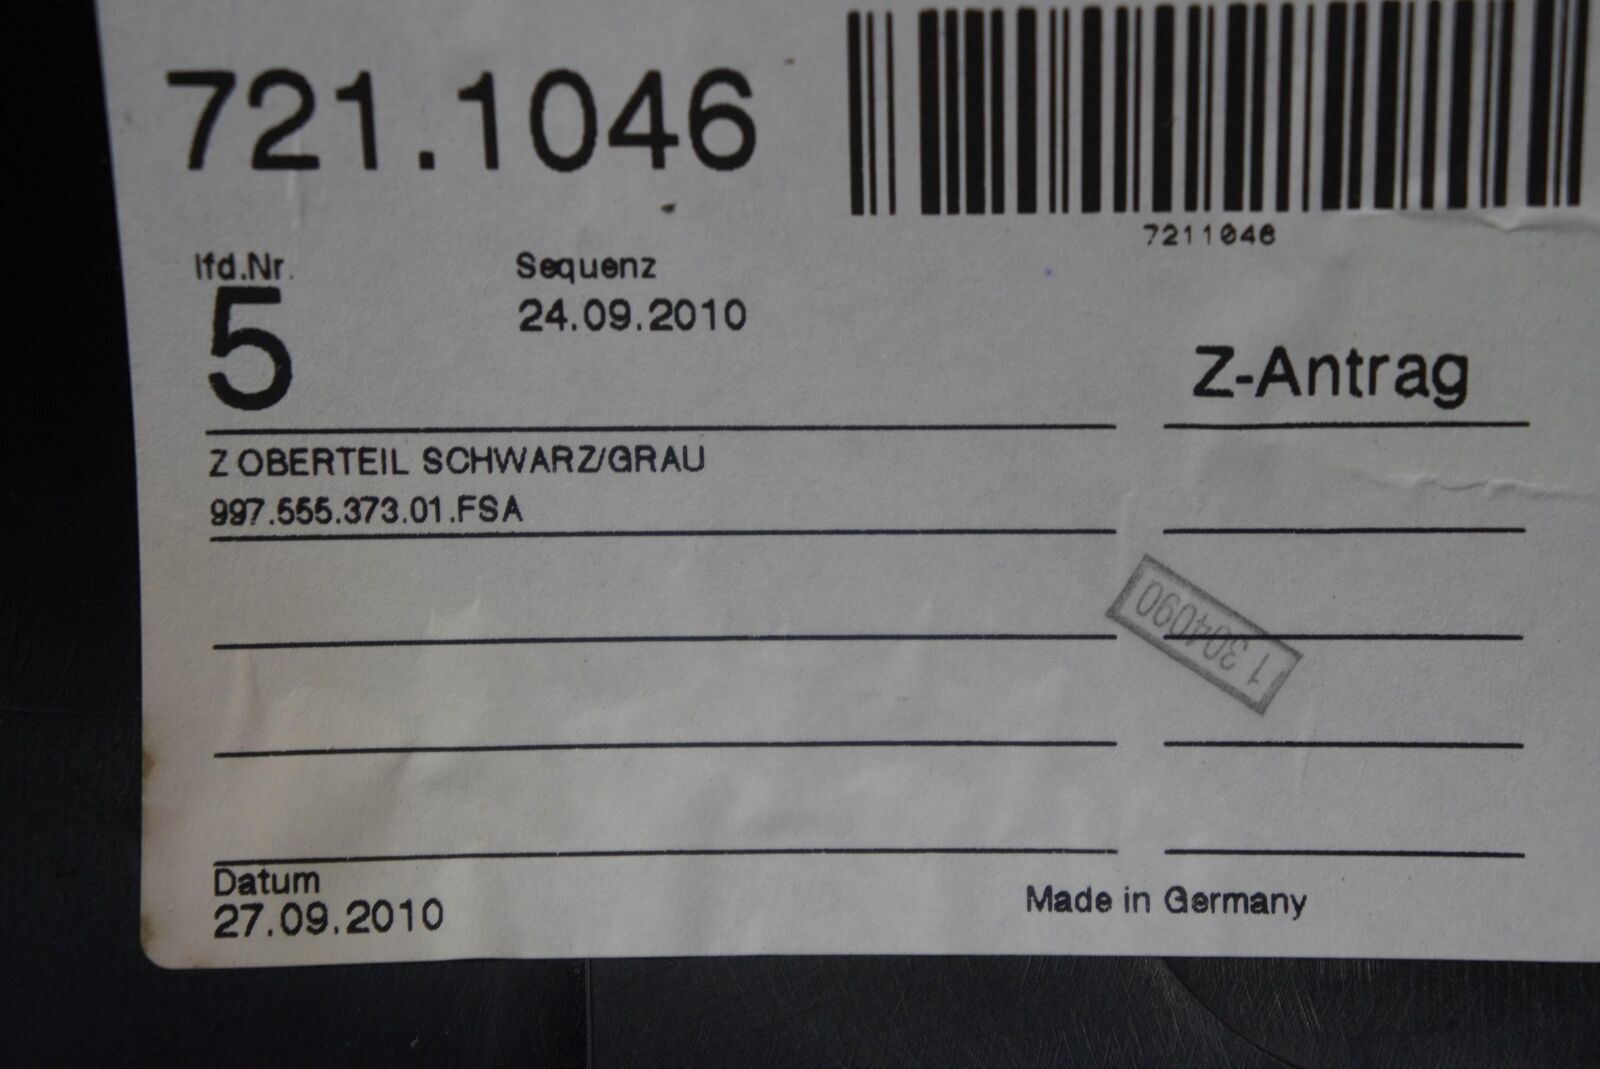 721.1046
7211046
lfd.Nr.
Sequenz
5
24.09.2010
Z-Antrag
Z OBERTEIL SCHWARZ/GRAU
997.555.373.01.FSA
1 304090
Datum
27.09.2010
Made in Germany